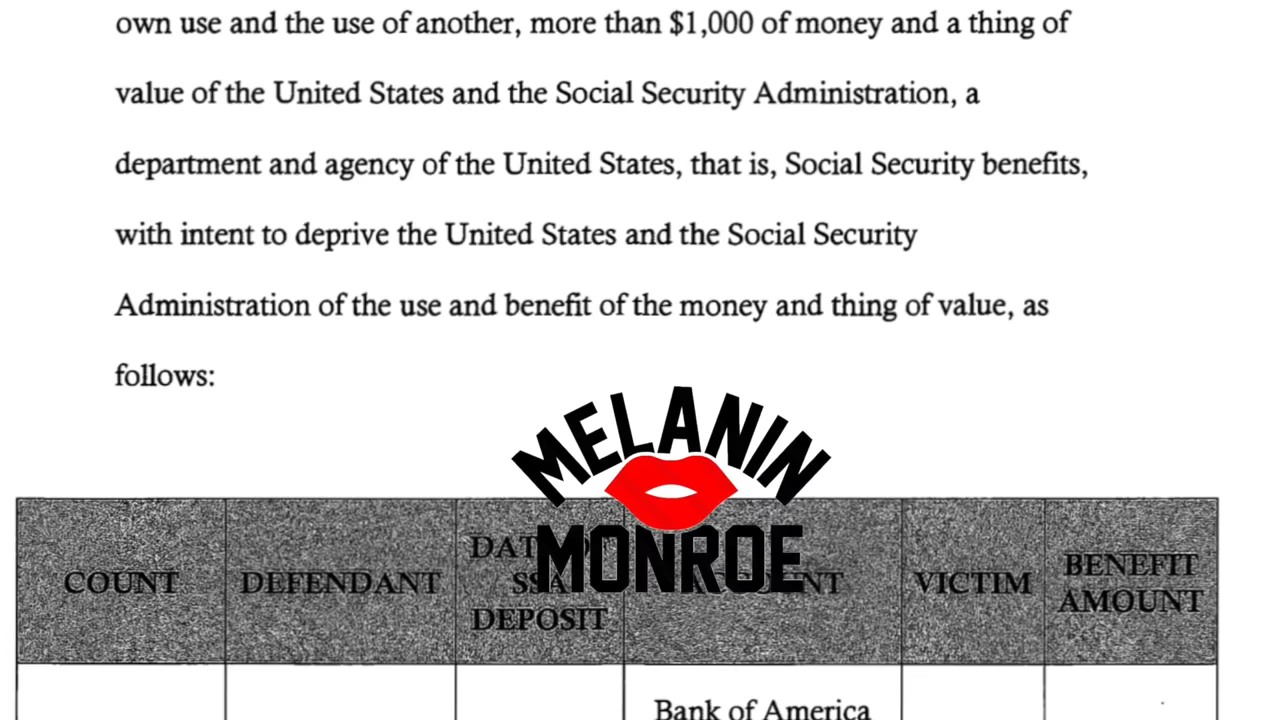 own use and the use of another, more than $1,000 of money and a thing of
value of the United States and the Social Security Administration, a
department and agency of the United States, that is, Social Security benefits,
with intent to deprive the United States and the Social Security
Administration of the use and benefit of the money and thing of value, as
follows:
MELANIN
MONROE
COUNT
DEFENDANT
DEPOSIT
VICTIM
BENEFIT
AMOUNT
Bank of America